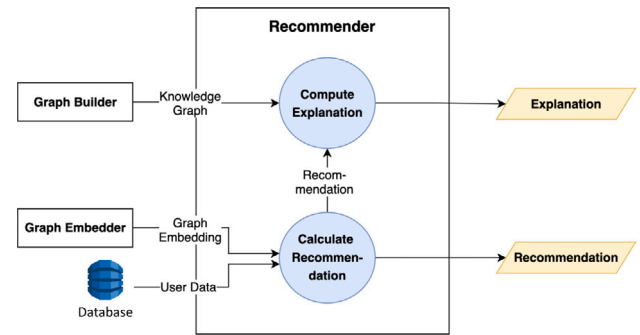 Recommender
Graph Builder
Knowledge
Graph
Compute
Explanation
Explanation
Recom-
mendation
Graph Embedder
Graph
Embedding
Calculate
Recommen-
dation
Recommendation
User Data
Database